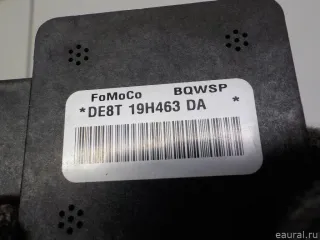 FoMoCo BQWSP
*DE8T 19H463 DA *
eaural.ru